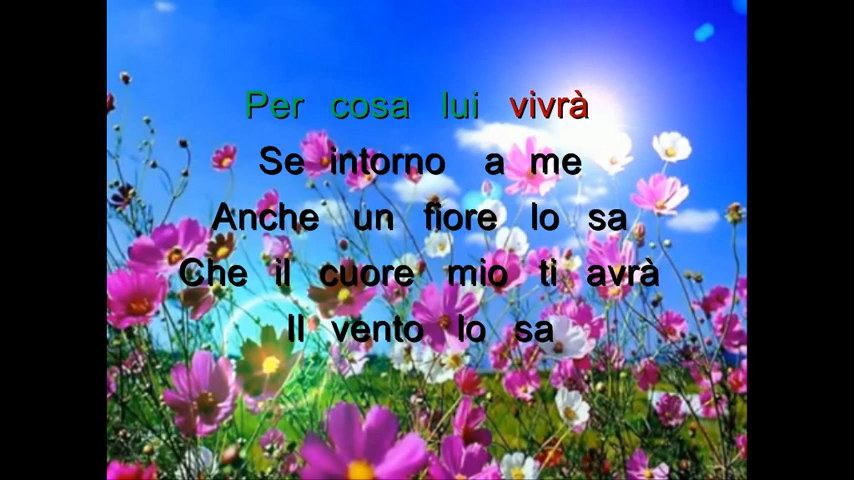 Per cosa lui vivrà
Se intorno a me
Anche un fiore lo sa
Che il cuore mio ti avrà
Il vento lo sa